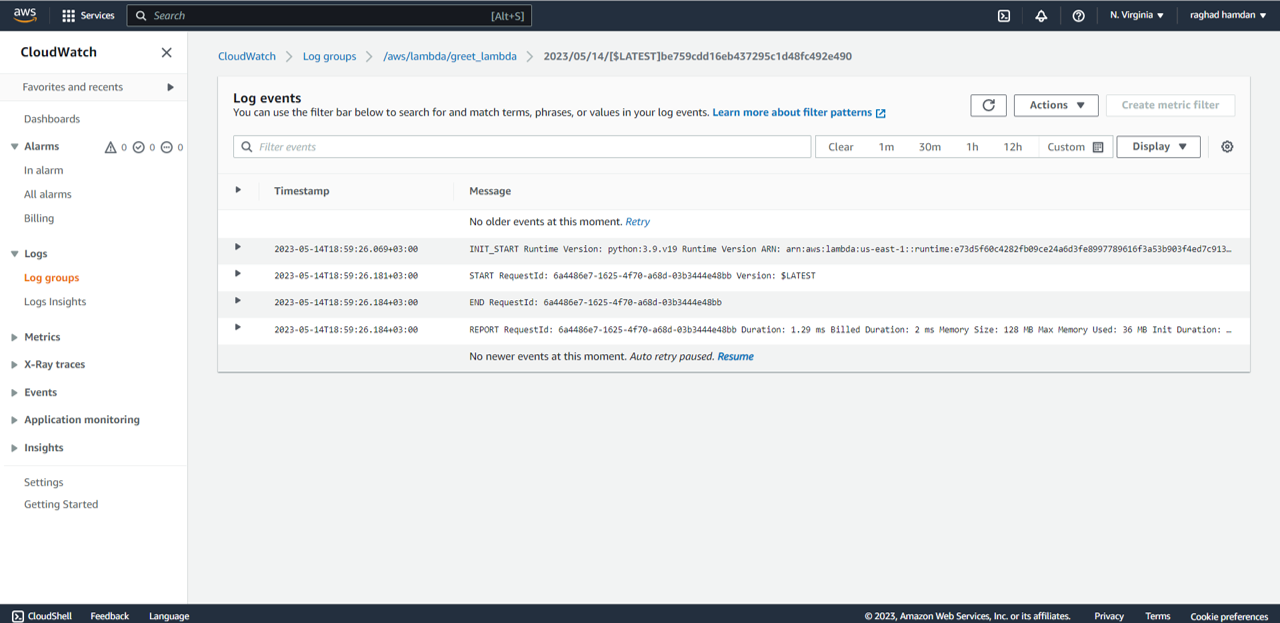 aws Services Search [Alt+S] N. Virginia raghad hamdan
CloudWatch
Favorites and recents
Dashboards
Alarms 0 0 0
In alarm
All alarms
Billing
Logs
Log groups
Logs Insights
Metrics
X-Ray traces
Events
Application monitoring
Insights
Settings
Getting Started
CloudWatch Log groups /aws/lambda/greet_lambda 2023/05/14/[$LATEST]be759cdd16eb437295c1d48fc492e490
Log events
You can use the filter bar below to search for and match terms, phrases, or values in your log events. Learn more about filter patterns
Actions Create metric filter
Filter events Clear 1m 30m 1h 12h Custom Display
Timestamp Message
No older events at this moment. Retry
2023-05-14T18:59:26.069+03:00 INIT_START Runtime Version: python:3.9.v19 Runtime Version ARN: arn:aws:lambda:us-east-1::runtime:e73d5f60c4282fb09ce24a6d3fe8997789616f3a53b903f4ed7c913…
2023-05-14T18:59:26.181+03:00 START RequestId: 6a4486e7-1625-4f70-a68d-03b3444e48bb Version: $LATEST
2023-05-14T18:59:26.184+03:00 END RequestId: 6a4486e7-1625-4f70-a68d-03b3444e48bb
2023-05-14T18:59:26.184+03:00 REPORT RequestId: 6a4486e7-1625-4f70-a68d-03b3444e48bb Duration: 1.29 ms Billed Duration: 2 ms Memory Size: 128 MB Max Memory Used: 36 MB Init Duration: …
No newer events at this moment. Auto retry paused. Resume
CloudShell Feedback Language © 2023, Amazon Web Services, Inc. or its affiliates. Privacy Terms Cookie preferences